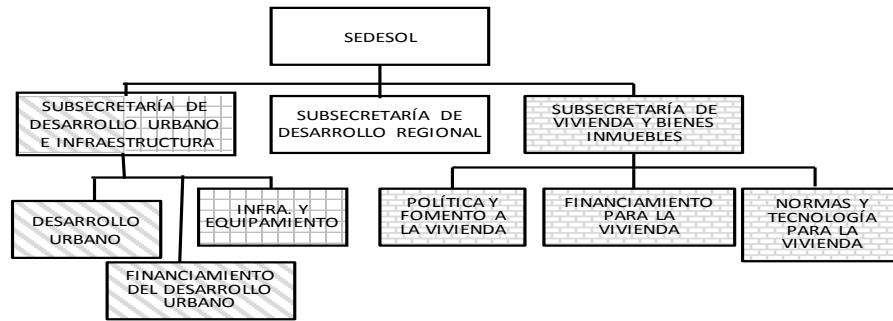 SEDESOL
SUBSECRETARÍA DE
DESARROLLO URBANO
E INFRAESTRUCTURA
SUBSECRETARÍA DE
DESARROLLO REGIONAL
SUBSECRETARÍA DE
VIVIENDA Y BIENES
INMUEBLES
DESARROLLO
URBANO
INFRA. Y
EQUIPAMIENTO
FINANCIAMIENTO
DEL DESARROLLO
URBANO
POLÍTICA Y
FOMENTO A
LA VIVIENDA
FINANCIAMIENTO
PARA LA
VIVIENDA
NORMAS Y
TECNOLOGÍA
PARA LA
VIVIENDA